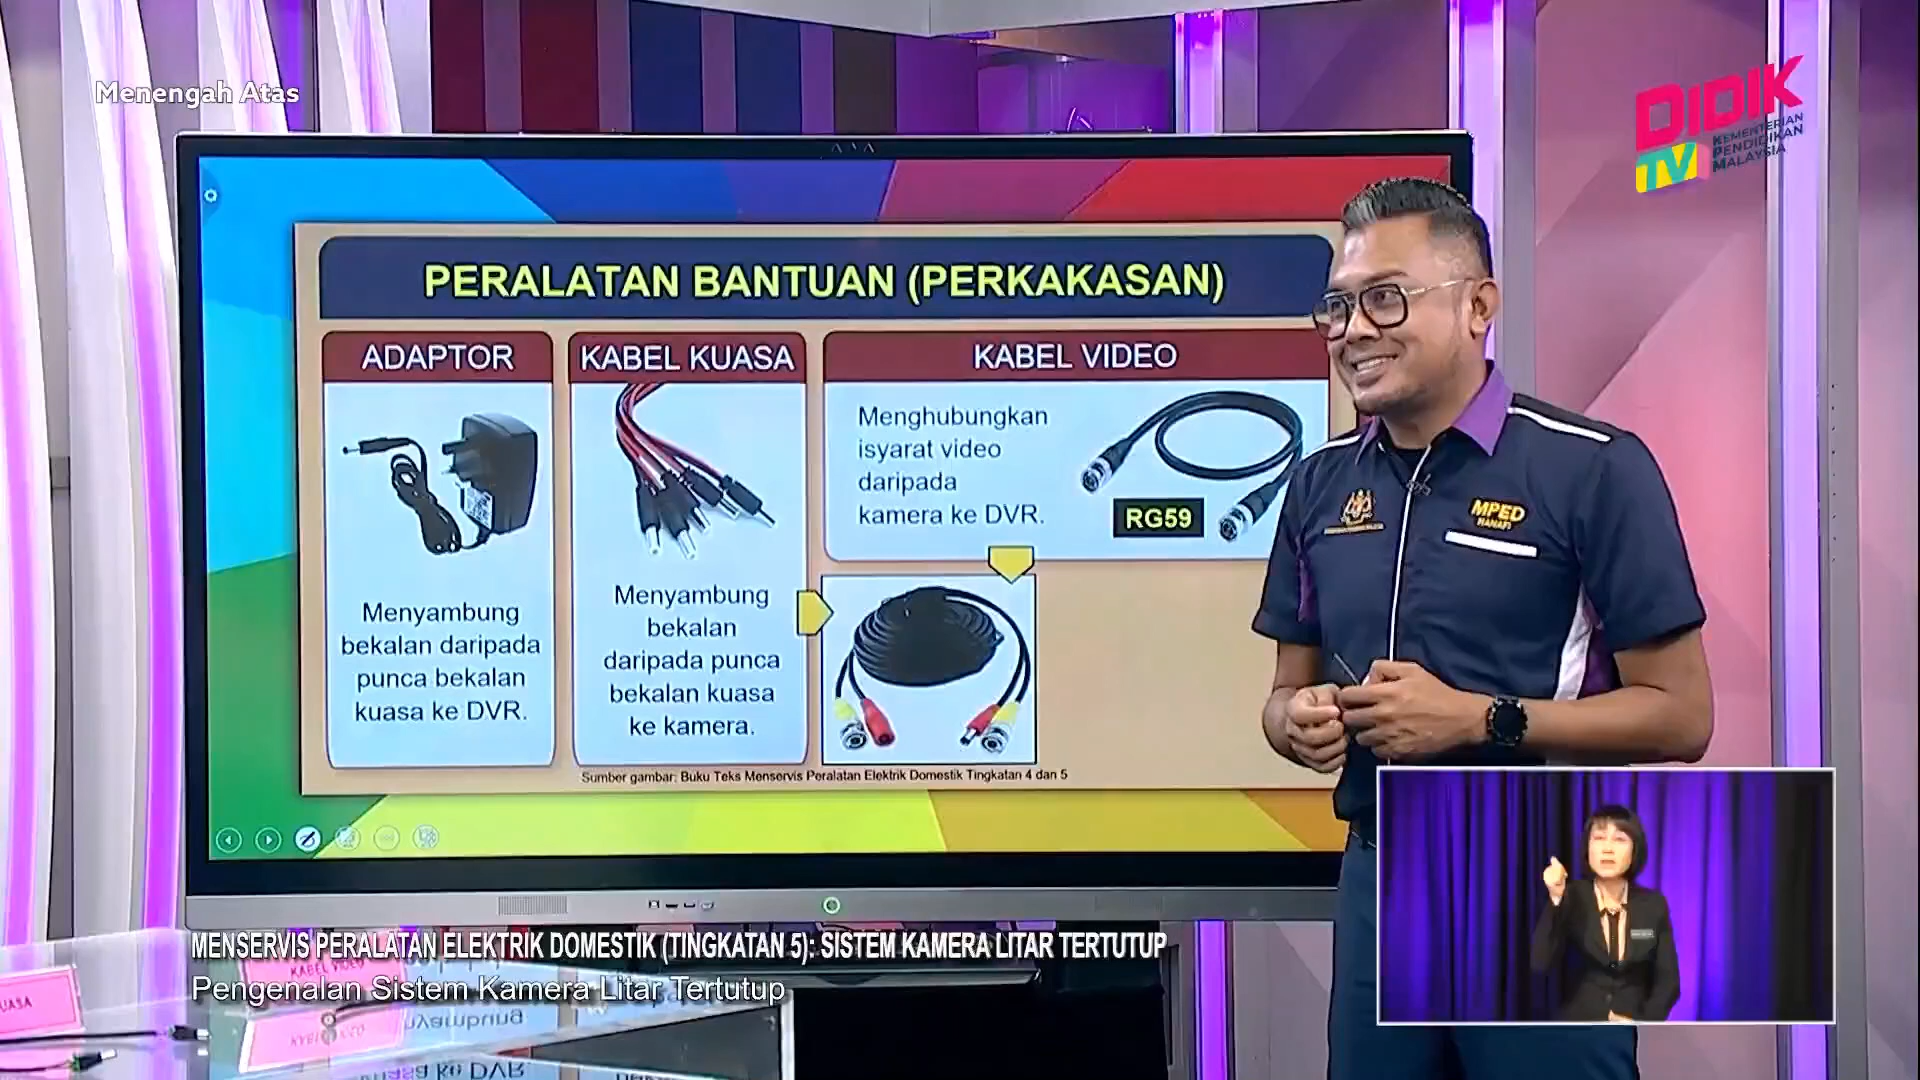 Menengah Atas
DIDIK
TV
KEMENTERIAN
PENDIDIKAN
MALAYSIA
PERALATAN BANTUAN (PERKAKASAN)
ADAPTOR
Menyambung
bekalan daripada
punca bekalan
kuasa ke DVR.
KABEL KUASA
Menyambung
bekalan
daripada punca
bekalan kuasa
ke kamera.
KABEL VIDEO
Menghubungkan
isyarat video
daripada
kamera ke DVR.
RG59
Sumber gambar: Buku Teks Menservis Peralatan Elektrik Domestik Tingkatan 4 dan 5
MPED
HANAFI
MENSERVIS PERALATAN ELEKTRIK DOMESTIK (TINGKATAN 5): SISTEM KAMERA LITAR TERTUTUP
Pengenalan Sistem Kamera Litar Tertutup
KABEL VIDEO
UASA